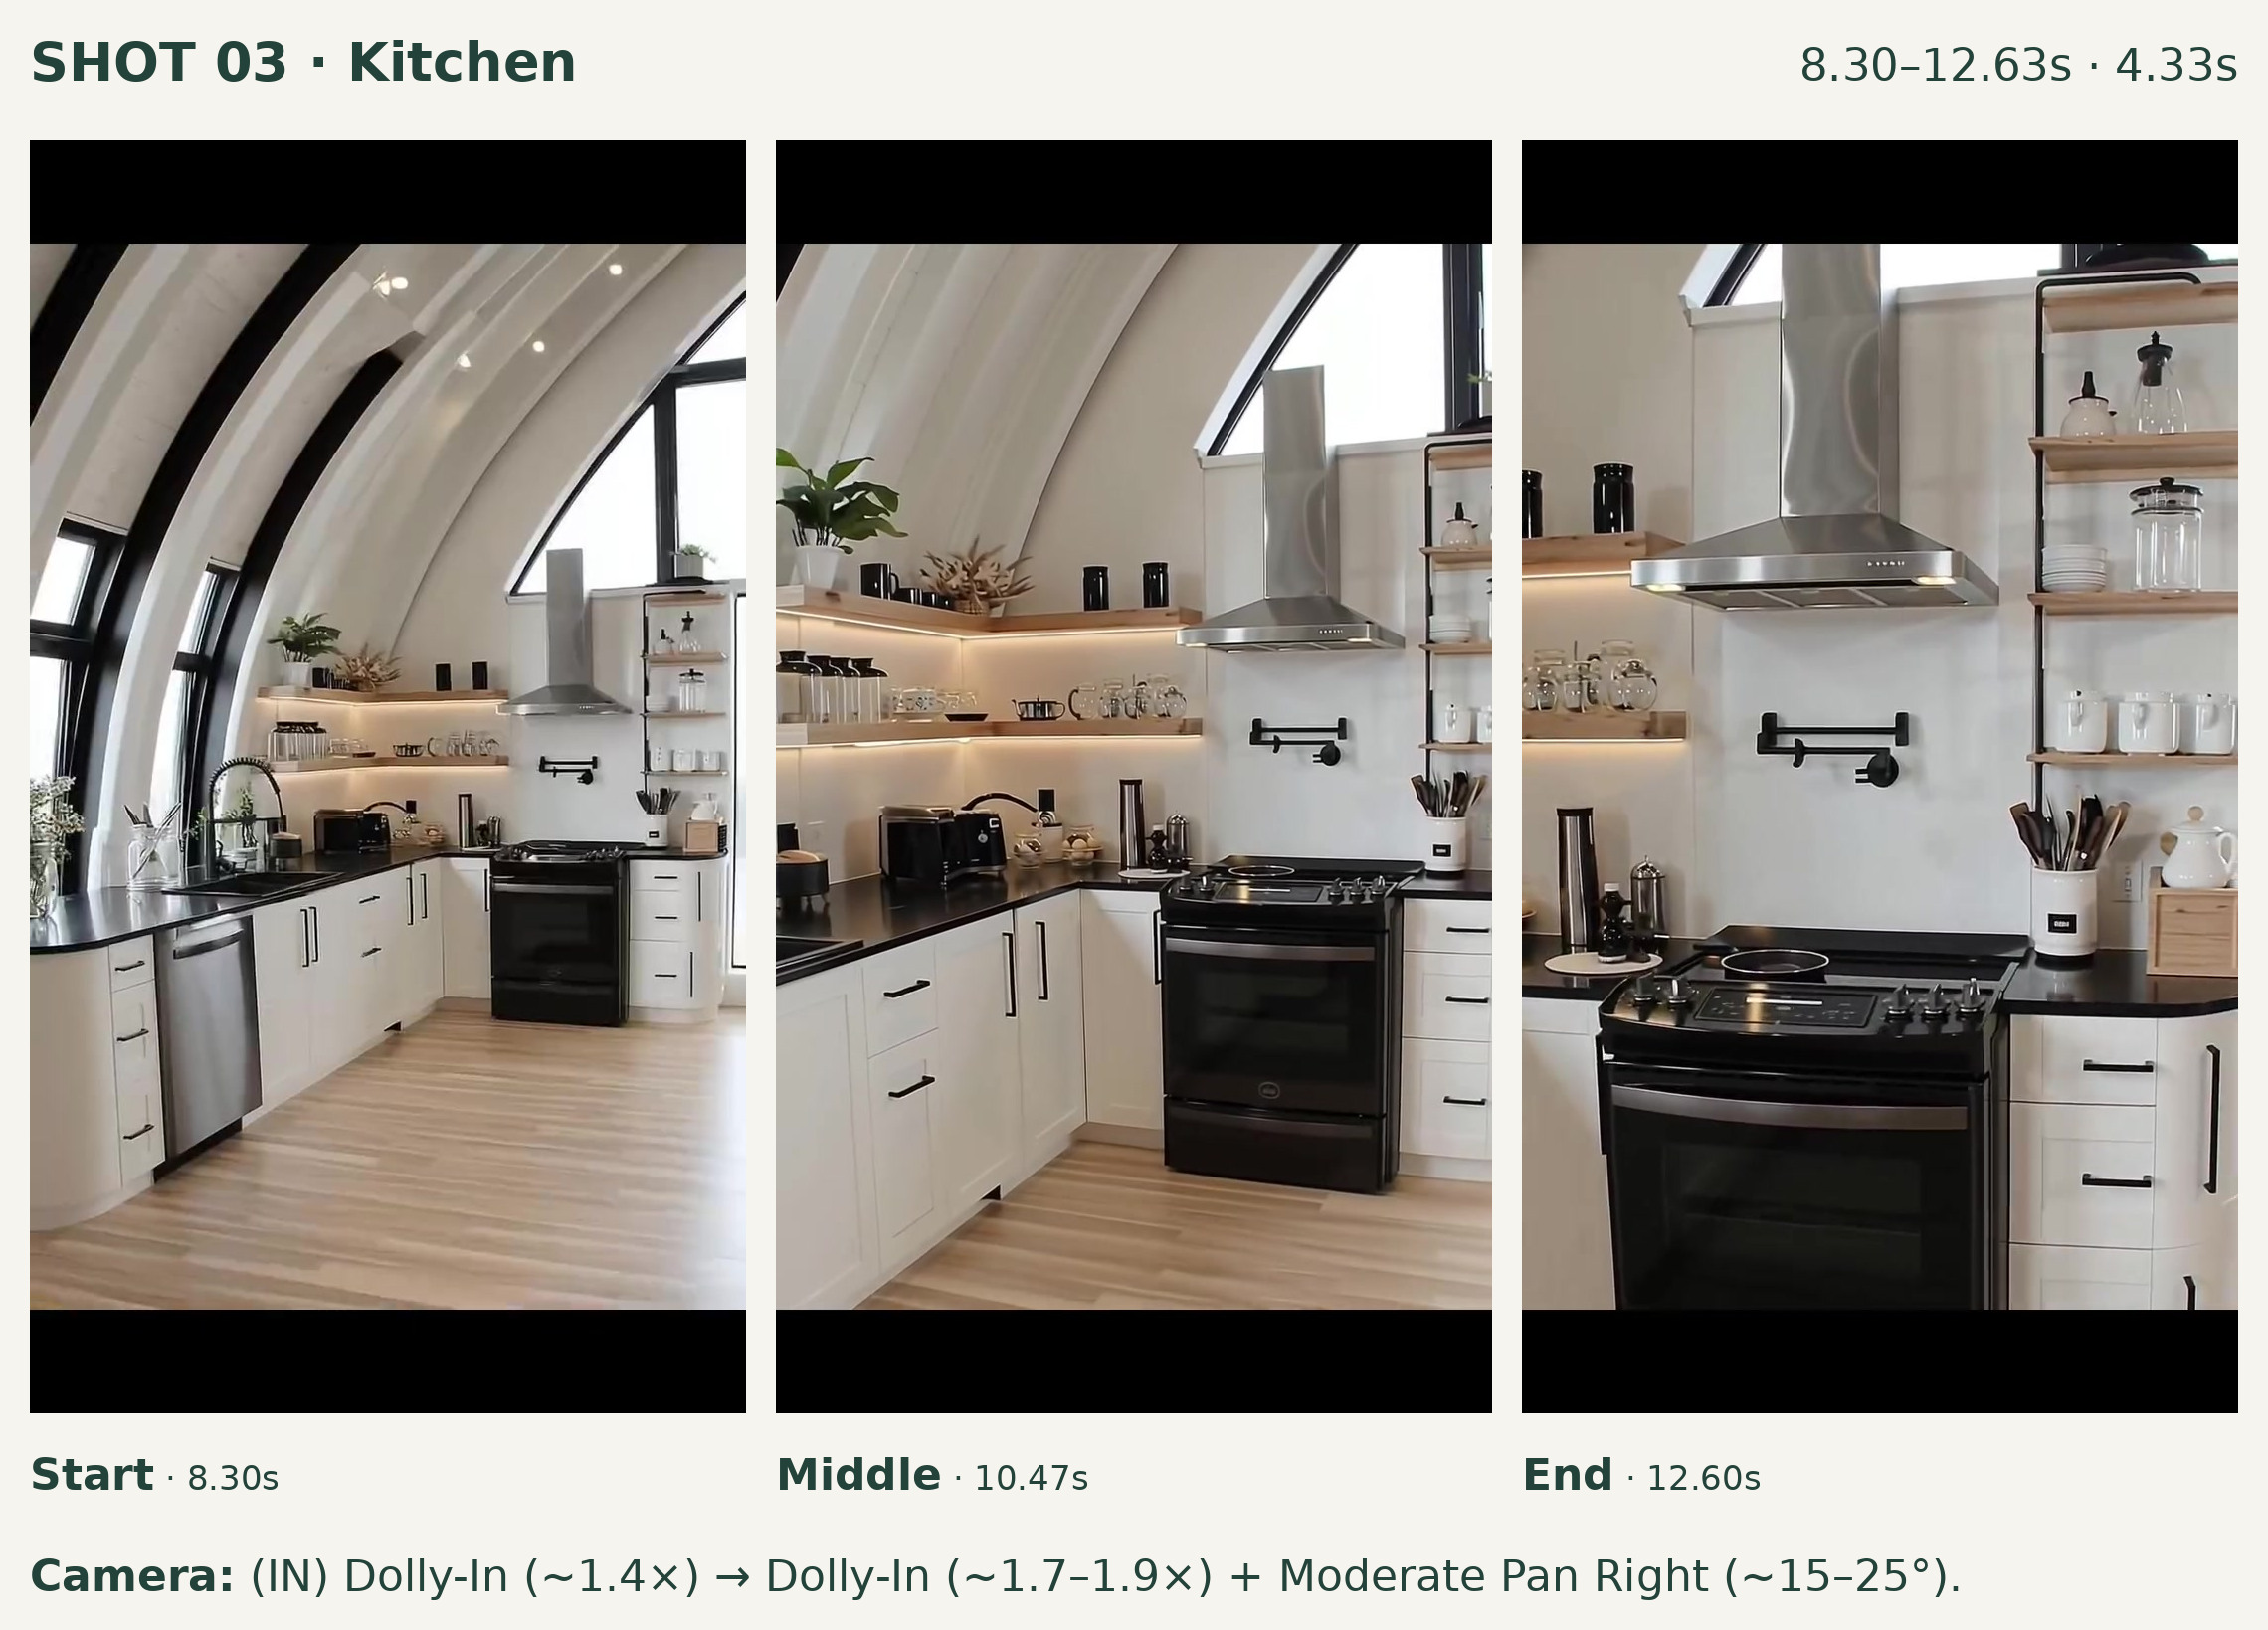 SHOT 03 · Kitchen
8.30–12.63s · 4.33s
Start · 8.30s
Middle · 10.47s
End · 12.60s
Camera: (IN) Dolly-In (~1.4×) → Dolly-In (~1.7–1.9×) + Moderate Pan Right (~15–25°).